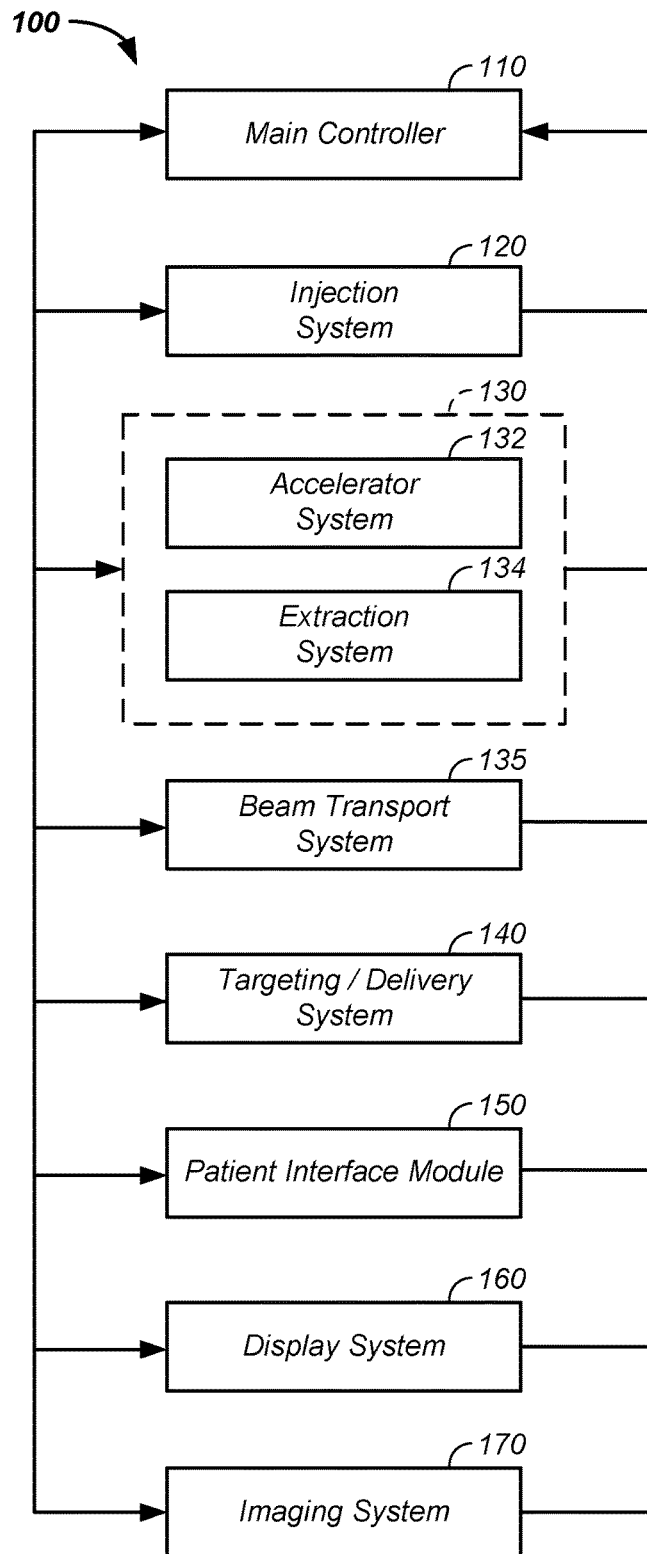 100
110
Main Controller
120
Injection
System
130
132
Accelerator
System
134
Extraction
System
135
Beam Transport
System
140
Targeting / Delivery
System
150
Patient Interface Module
160
Display System
170
Imaging System